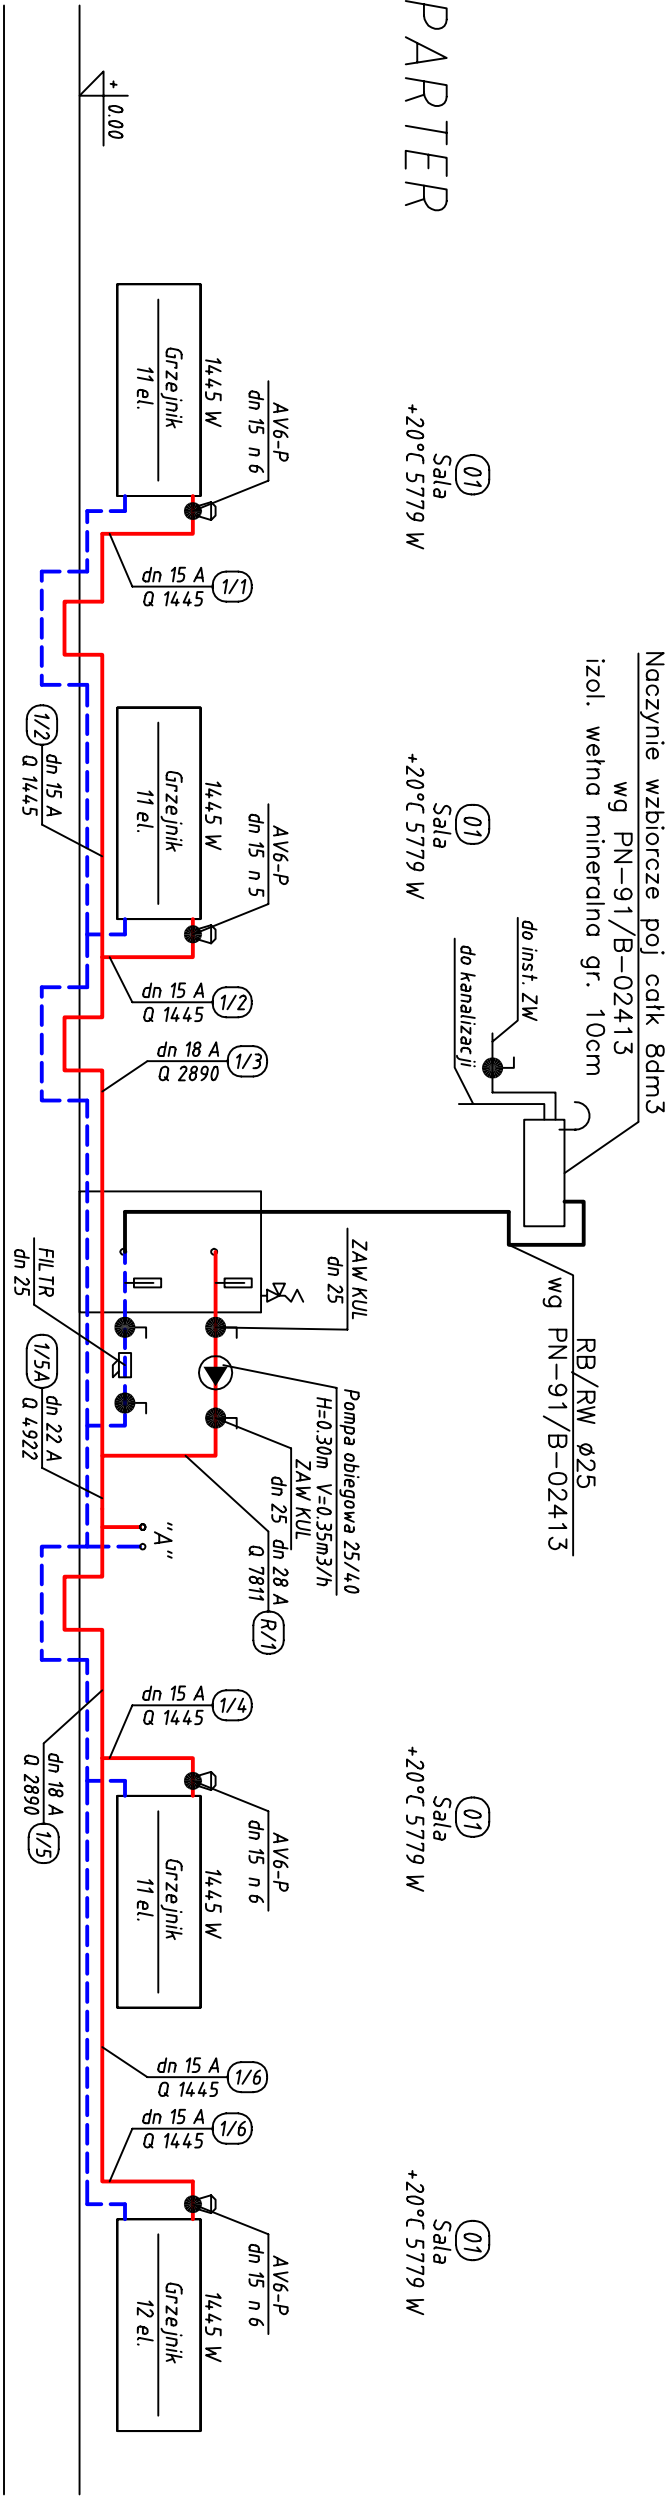 PARTER
+ 0.00
01
Sala
+20°C 5779 W
AV6-P
dn 15 n 6
1445 W
Grzejnik
11 el.
dn 15 A
Q 1445
1/1
1/2
dn 15 A
Q 1445
01
Sala
+20°C 5779 W
AV6-P
dn 15 n 5
1445 W
Grzejnik
11 el.
dn 15 A
Q 1445
1/2
dn 18 A
Q 2890
1/3
Naczynie wzbiorcze poj całk 8dm3
wg PN-91/B-02413
izol. wełna mineralna gr. 10cm
do inst. ZW
do kanalizacji
RB/RW ø25
wg PN-91/B-02413
ZAW KUL
dn 25
FILTR
dn 25
Pompa obiegowa 25/40
H=0.30m V=0.35m3/h
ZAW KUL
dn 25
dn 28 A
Q 7811
R/1
1/5A
dn 22 A
Q 4922
"A"
dn 15 A
Q 1445
1/4
dn 18 A
Q 2890
1/5
01
Sala
+20°C 5779 W
AV6-P
dn 15 n 6
1445 W
Grzejnik
11 el.
dn 15 A
Q 1445
1/6
dn 15 A
Q 1445
1/6
01
Sala
+20°C 5779 W
AV6-P
dn 15 n 6
1445 W
Grzejnik
12 el.